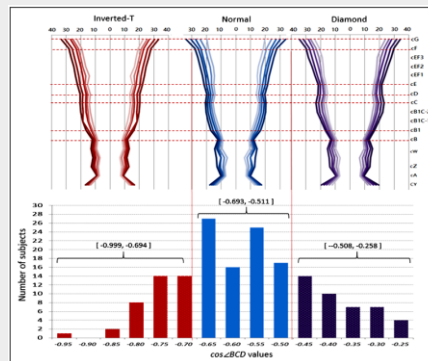 Inverted-T Normal Diamond
40 30 20 10 0 10 20 30 40 30 20 10 0 10 20 30 40 30 20 10 0 10 20 30 40
cG
cF
cEF3
cEF2
cEF1
cE
cD
cC
cB1C-2
cB1C-1
cB1
cB
cW
cZ
cA
cY
Number of subjects
30
28
26
24
22
20
18
16
14
12
10
8
6
4
2
0
[ -0.693, -0.511 ]
[ -0.999, -0.694 ]
[ --0.508, -0.258 ]
-0.95 -0.90 -0.85 -0.80 -0.75 -0.70 -0.65 -0.60 -0.55 -0.50 -0.45 -0.40 -0.35 -0.30 -0.25
cos∠BCD values